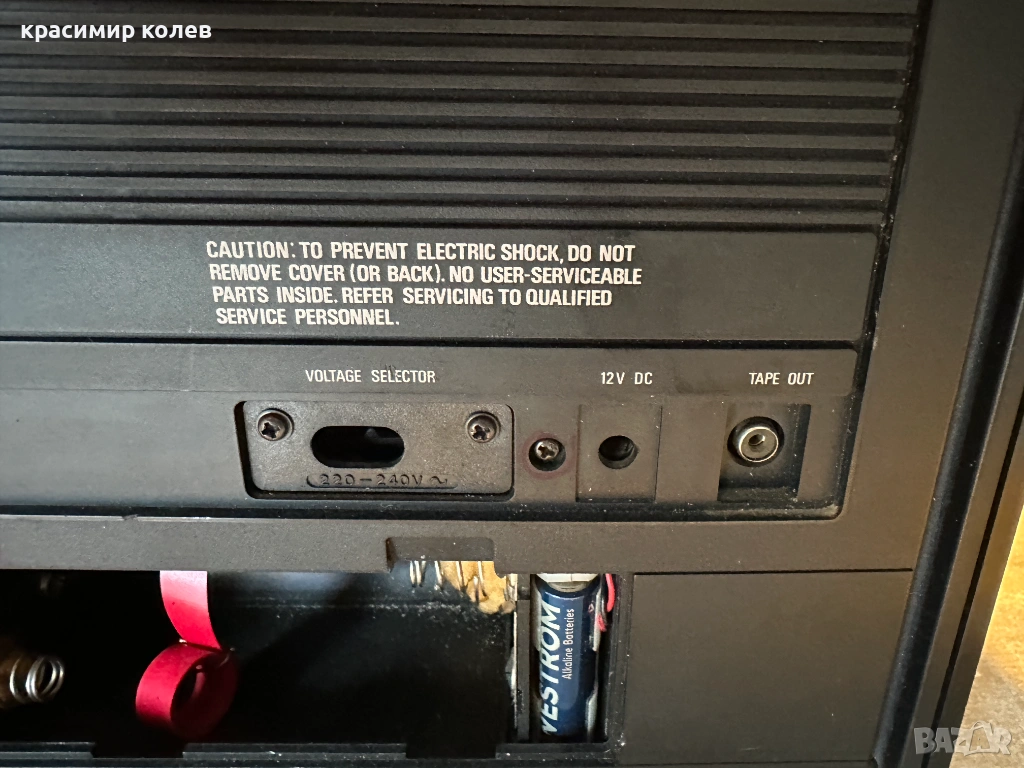 красимир колев
CAUTION: TO PREVENT ELECTRIC SHOCK, DO NOT
REMOVE COVER (OR BACK). NO USER-SERVICEABLE
PARTS INSIDE. REFER SERVICING TO QUALIFIED
SERVICE PERSONNEL.
VOLTAGE SELECTOR
12V DC
TAPE OUT
220-240V ~
VESTROM
Alkaline Batteries
BAZAR